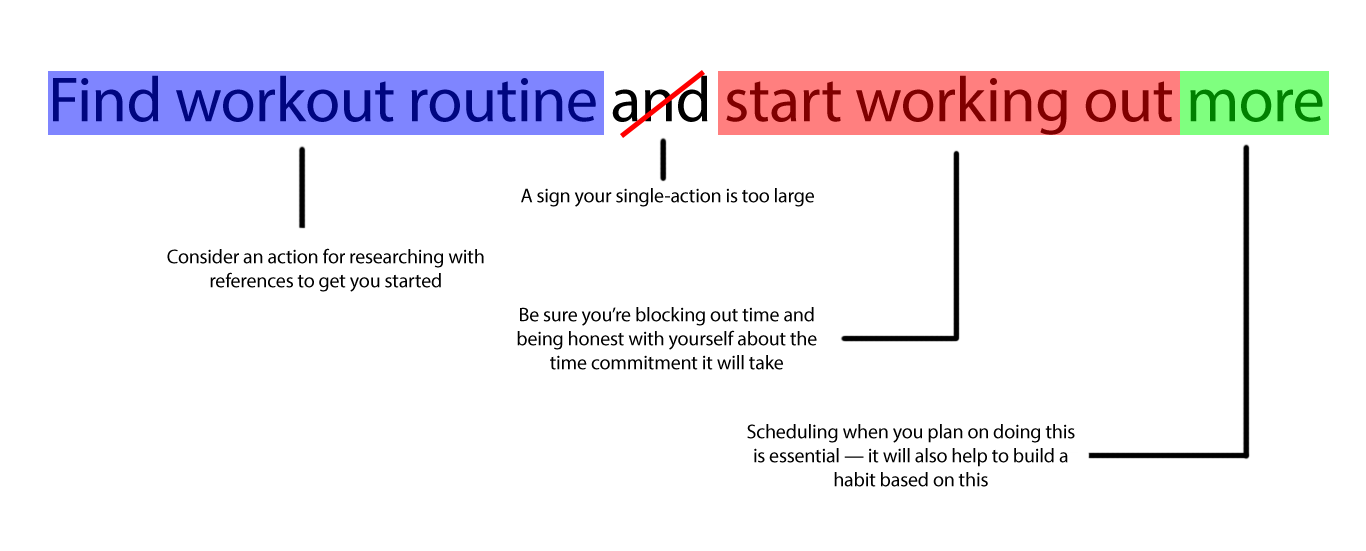 Find workout routine and start working out more
A sign your single-action is too large
Consider an action for researching with
references to get you started
Be sure you’re blocking out time and
being honest with yourself about the
time commitment it will take
Scheduling when you plan on doing this
is essential — it will also help to build a
habit based on this